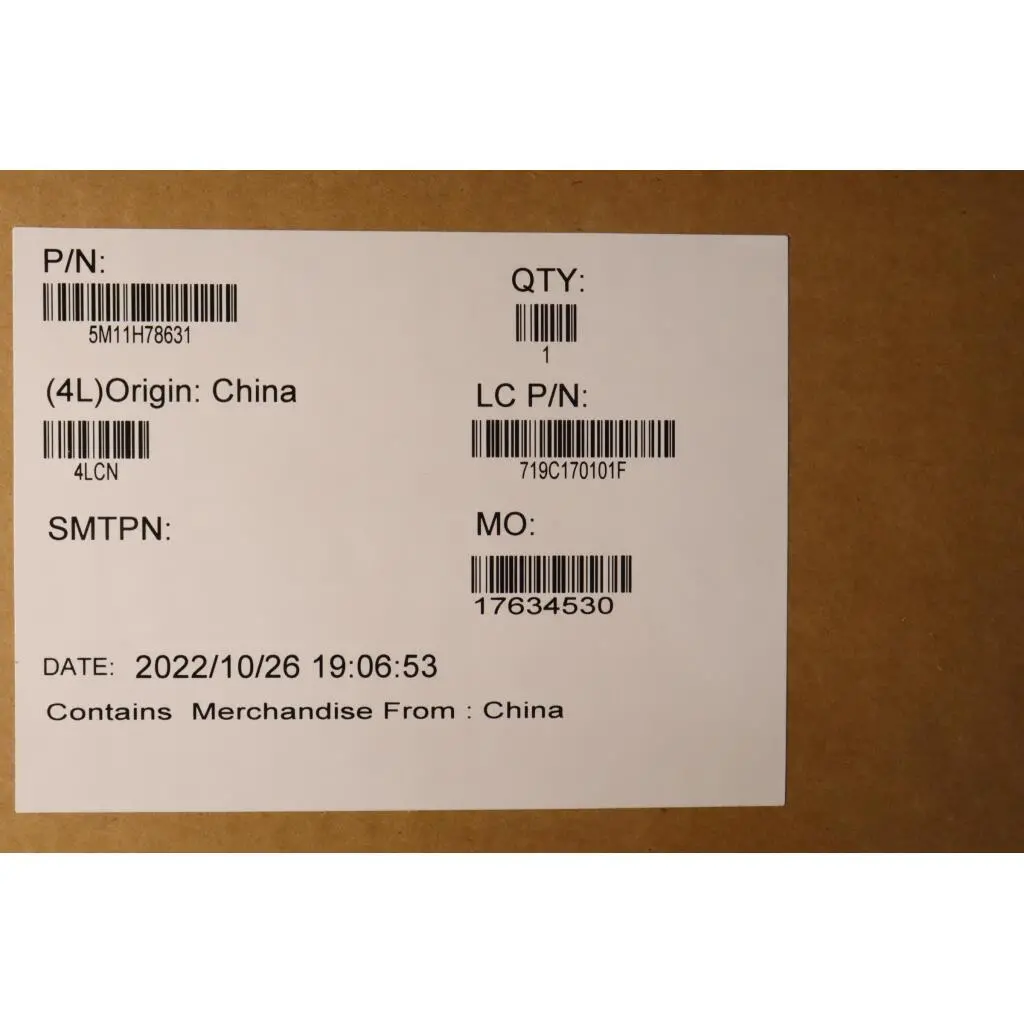 P/N:
5M11H78631
QTY:
1
(4L)Origin: China
4LCN
LC P/N:
719C170101F
SMTPN:
MO:
17634530
DATE: 2022/10/26 19:06:53
Contains Merchandise From : China